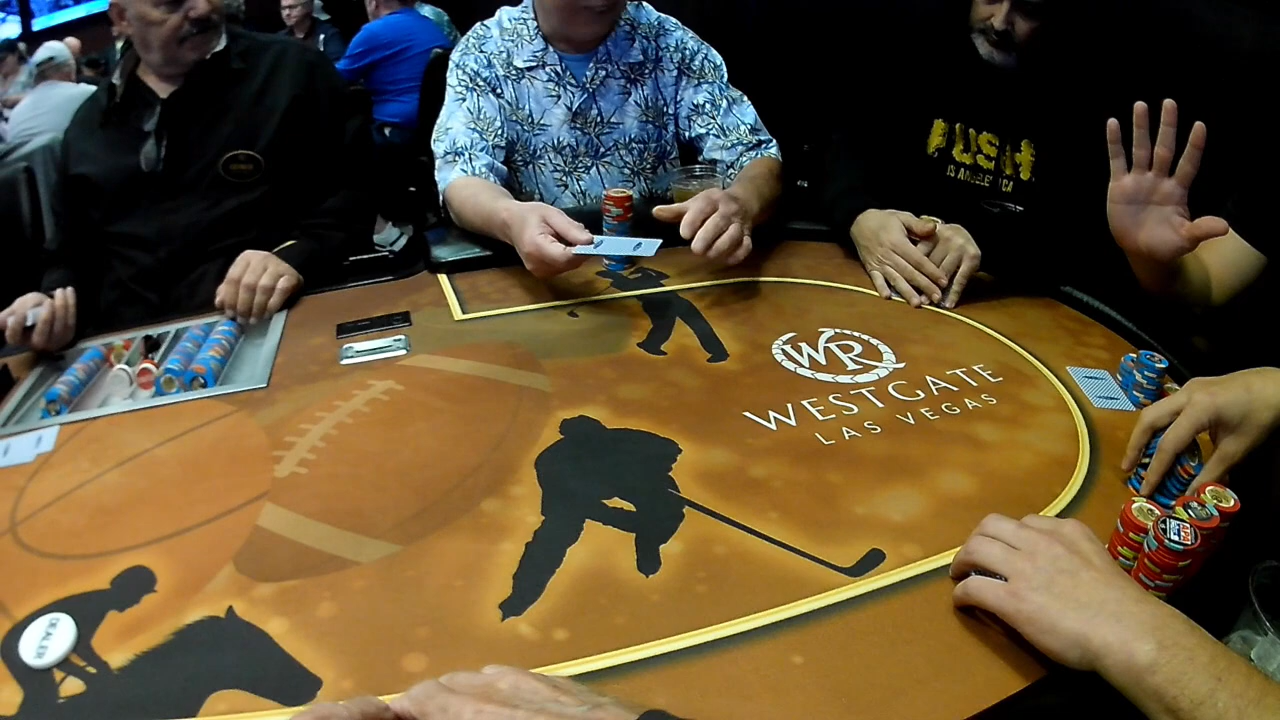 PUSH
WR
WESTGATE
LAS VEGAS
DEALER